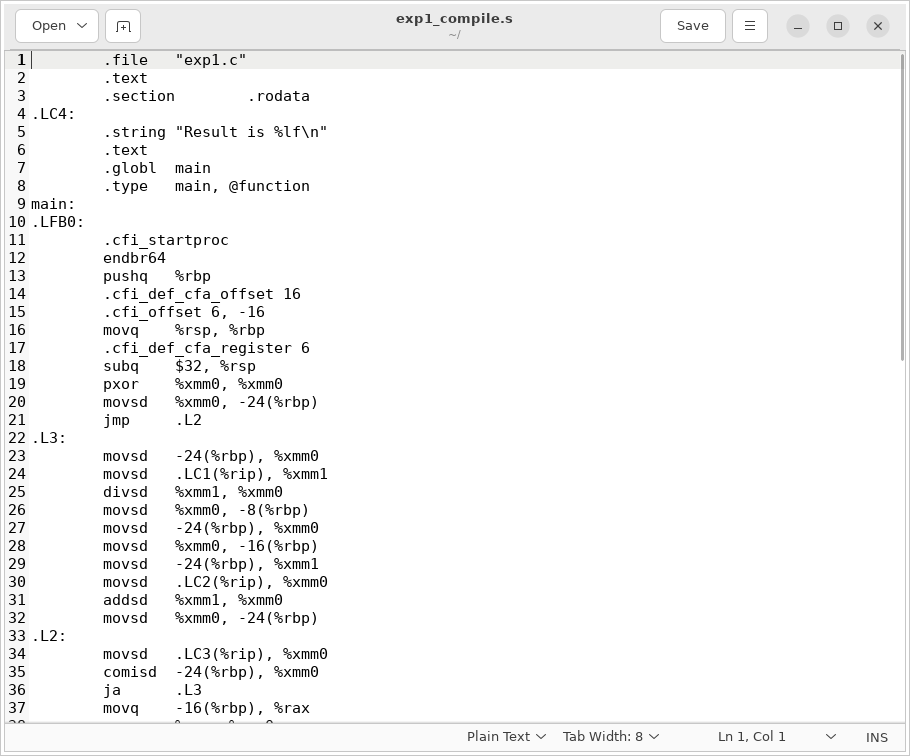 Open
exp1_compile.s
~/
Save
1 .file "exp1.c"
2 .text
3 .section .rodata
4 .LC4:
5 .string "Result is %lf\n"
6 .text
7 .globl main
8 .type main, @function
9 main:
10 .LFB0:
11 .cfi_startproc
12 endbr64
13 pushq %rbp
14 .cfi_def_cfa_offset 16
15 .cfi_offset 6, -16
16 movq %rsp, %rbp
17 .cfi_def_cfa_register 6
18 subq $32, %rsp
19 pxor %xmm0, %xmm0
20 movsd %xmm0, -24(%rbp)
21 jmp .L2
22 .L3:
23 movsd -24(%rbp), %xmm0
24 movsd .LC1(%rip), %xmm1
25 divsd %xmm1, %xmm0
26 movsd %xmm0, -8(%rbp)
27 movsd -24(%rbp), %xmm0
28 movsd %xmm0, -16(%rbp)
29 movsd -24(%rbp), %xmm1
30 movsd .LC2(%rip), %xmm0
31 addsd %xmm1, %xmm0
32 movsd %xmm0, -24(%rbp)
33 .L2:
34 movsd .LC3(%rip), %xmm0
35 comisd -24(%rbp), %xmm0
36 ja .L3
37 movq -16(%rbp), %rax
Plain Text Tab Width: 8 Ln 1, Col 1 INS